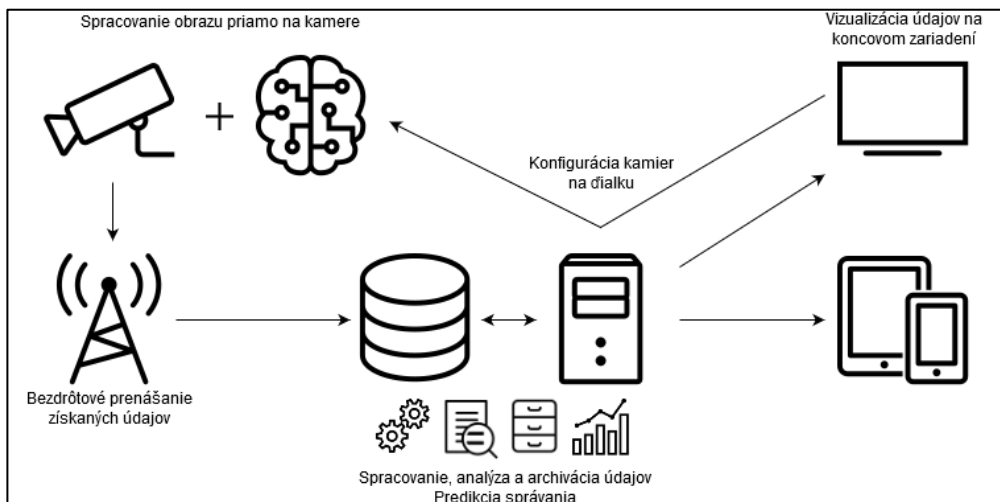 Spracovanie obrazu priamo na kamere
Vizualizácia údajov na
koncovom zariadení
Konfigurácia kamier
na diaľku
Bezdrôtové prenášanie
získaných údajov
Spracovanie, analýza a archivácia údajov
Predikcia správania